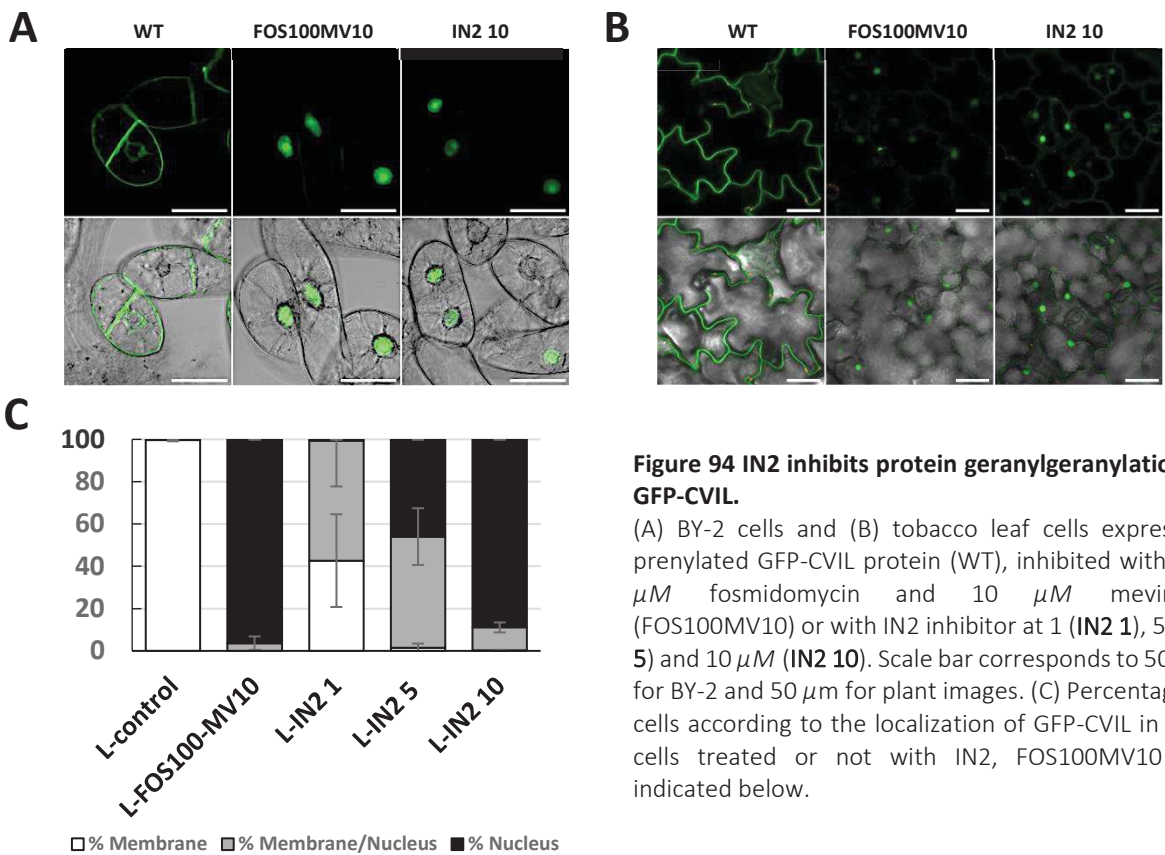 A
WT
FOS100MV10
IN2 10
B
WT
FOS100MV10
IN2 10
C
100
80
60
40
20
0
L-control
L-FOS100-MV10
L-IN2 1
L-IN2 5
L-IN2 10
% Membrane % Membrane/Nucleus % Nucleus
Figure 94 IN2 inhibits protein geranylgeranylatio
GFP-CVIL.
(A) BY-2 cells and (B) tobacco leaf cells expres
prenylated GFP-CVIL protein (WT), inhibited with
μM fosmidomycin and 10 μM mevin
(FOS100MV10) or with IN2 inhibitor at 1 (IN2 1), 5
5) and 10 μM (IN2 10). Scale bar corresponds to 50
for BY-2 and 50 μm for plant images. (C) Percentag
cells according to the localization of GFP-CVIL in
cells treated or not with IN2, FOS100MV10
indicated below.